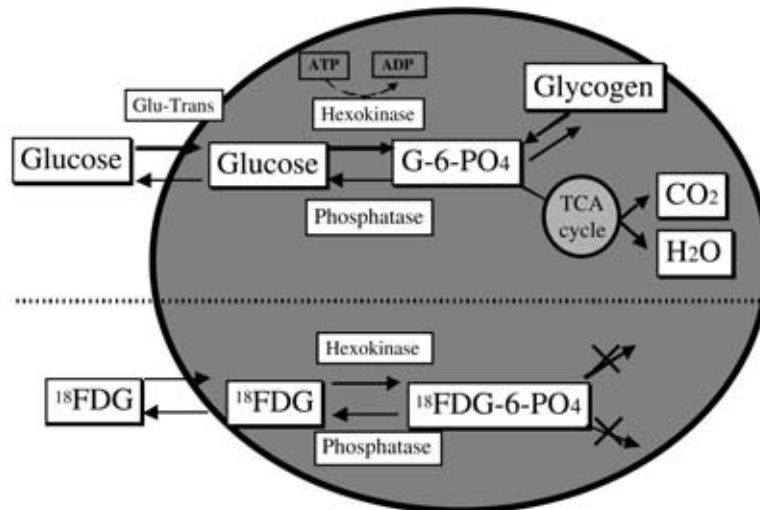 ATP
ADP
Glycogen
Glu-Trans
Hexokinase
Glucose
Glucose
G-6-PO4
Phosphatase
TCA
cycle
CO2
H2O
Hexokinase
18FDG
18FDG
18FDG-6-PO4
Phosphatase